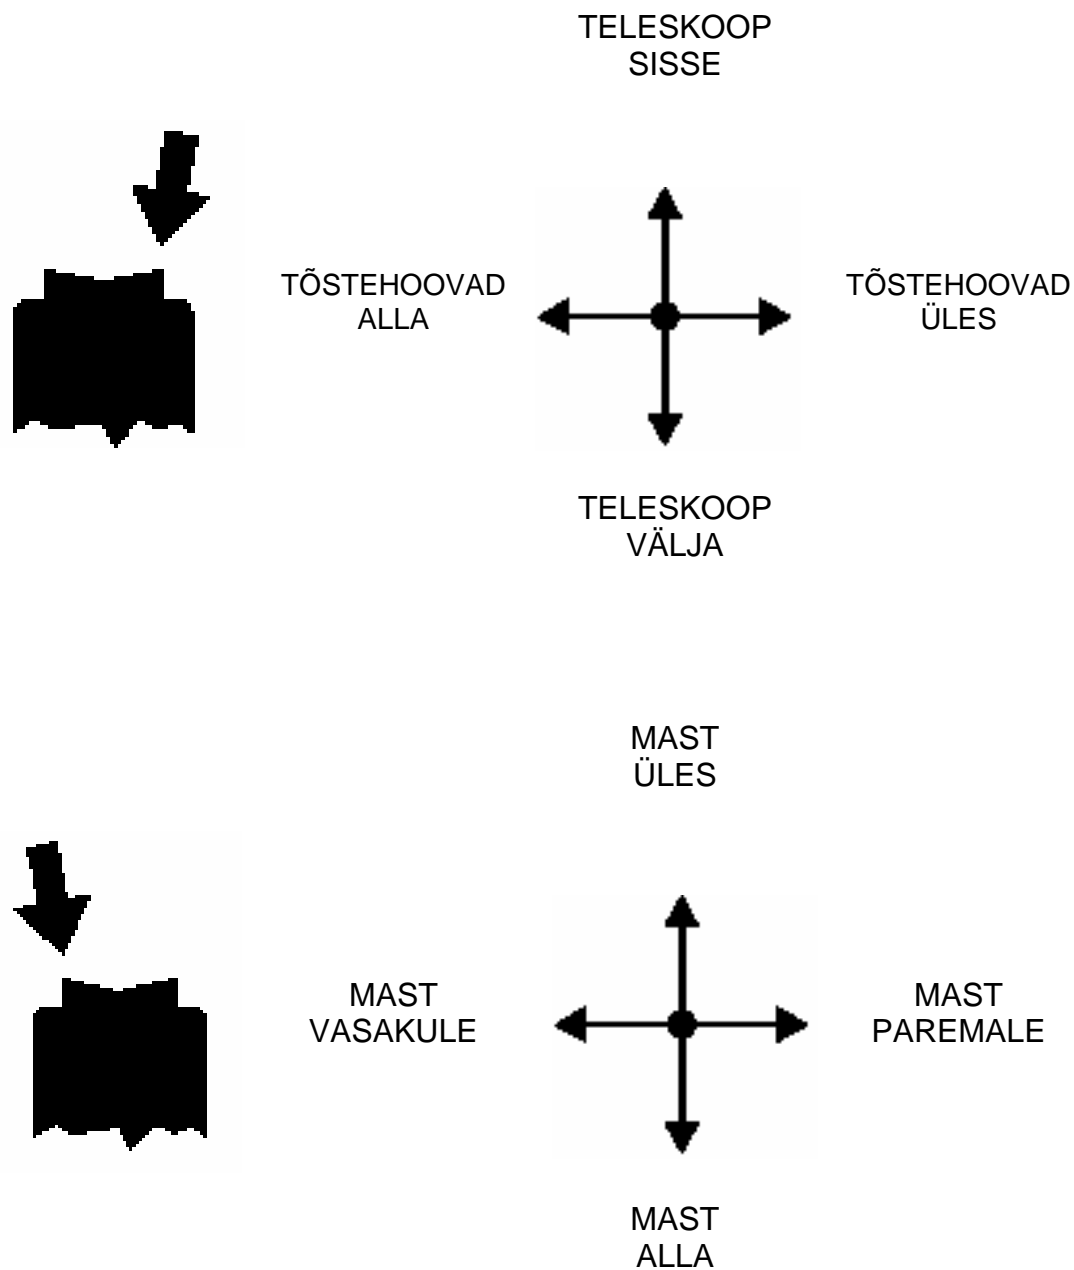 TELESKOOP
SISSE
TÕSTEHOOVAD
ALLA
TÕSTEHOOVAD
ÜLES
TELESKOOP
VÄLJA
MAST
ÜLES
MAST
VASAKULE
MAST
PAREMALE
MAST
ALLA